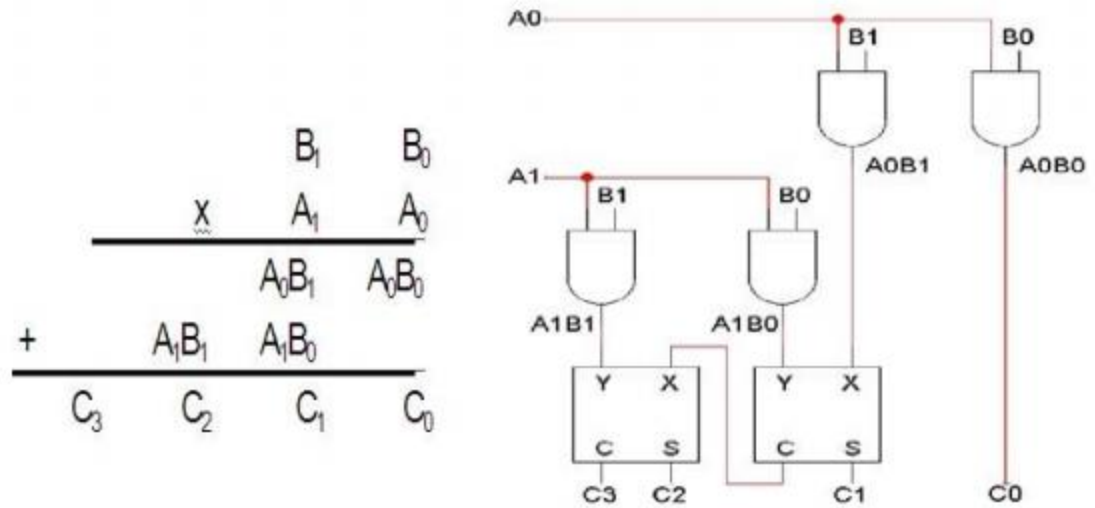 B₁ B₀
x A₁ A₀
A₀B₁ A₀B₀
+ A₁B₁ A₁B₀
C₃ C₂ C₁ C₀
A0
B1 B0
A0B1 A0B0
A1
B1 B0
A1B1 A1B0
Y X Y X
C S C S
C3 C2 C1 C0